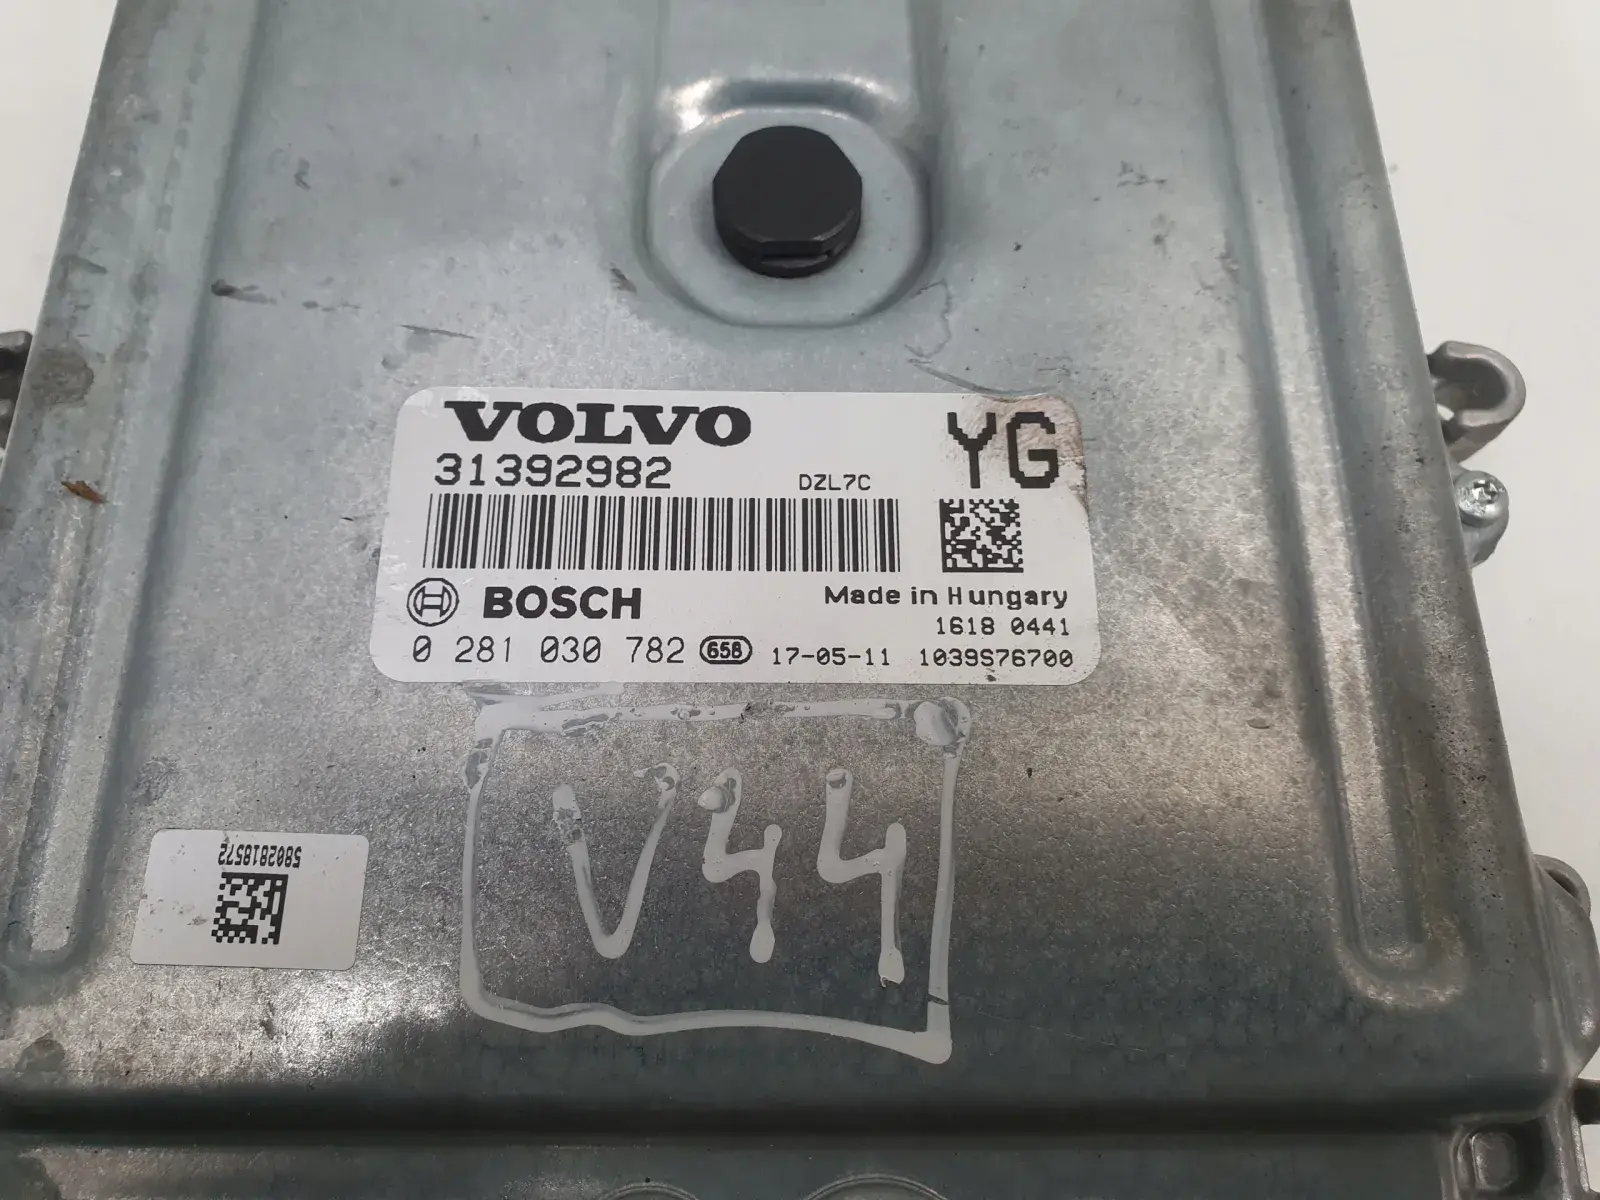 VOLVO
YG
31392982
DZL7C
BOSCH
Made in Hungary
1618 0441
0 281 030 782 658 17-05-11 1039S76700
V44
5802818572